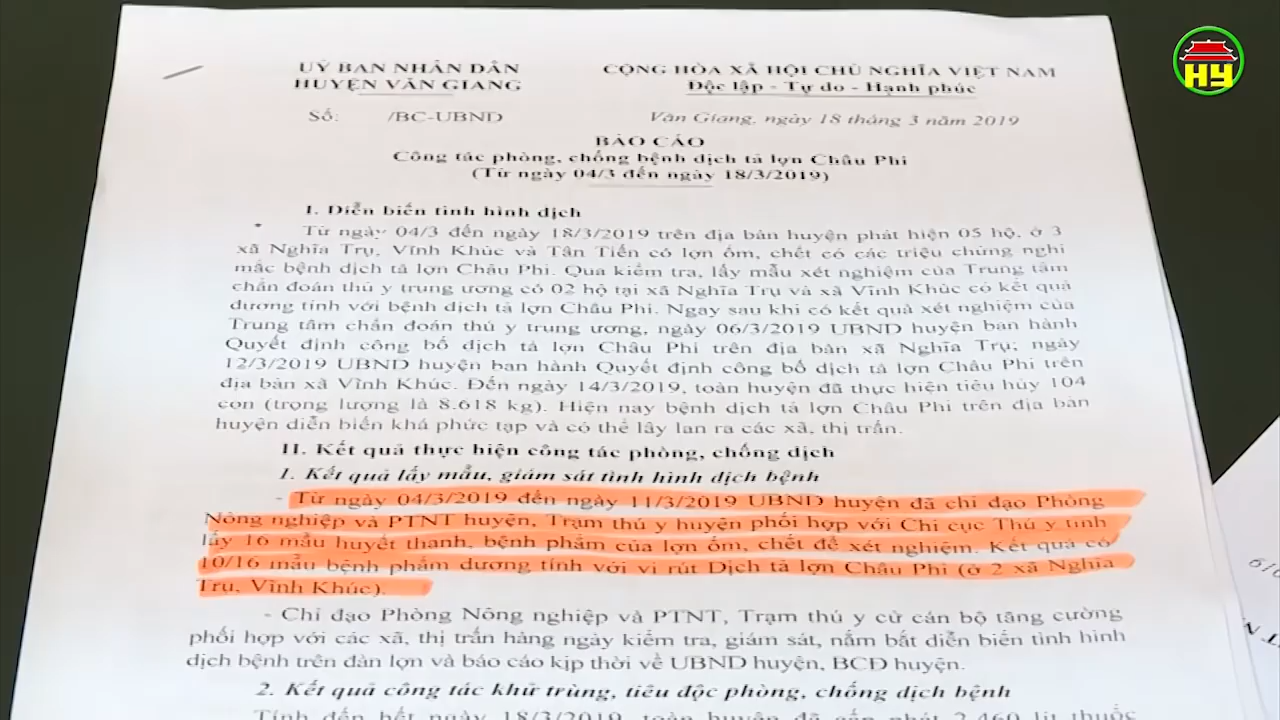 HY
UỶ BAN NHÂN DÂN
HUYỆN VĂN GIANG
CỘNG HÒA XÃ HỘI CHỦ NGHĨA VIỆT NAM
Độc lập - Tự do - Hạnh phúc
Số: /BC-UBND
Văn Giang, ngày 18 tháng 3 năm 2019
BÁO CÁO
Công tác phòng, chống bệnh dịch tả lợn Châu Phi
(Từ ngày 04/3 đến ngày 18/3/2019)
I. Diễn biến tình hình dịch
Từ ngày 04/3 đến ngày 18/3/2019 trên địa bàn huyện phát hiện 05 hộ, ở 3
xã Nghĩa Trụ, Vĩnh Khúc và Tân Tiến có lợn ốm, chết có các triệu chứng nghi
mắc bệnh dịch tả lợn Châu Phi. Qua kiểm tra, lấy mẫu xét nghiệm của Trung tâm
chẩn đoán thú y trung ương có 02 hộ tại xã Nghĩa Trụ và xã Vĩnh Khúc có kết quả
dương tính với bệnh dịch tả lợn Châu Phi. Ngay sau khi có kết quả xét nghiệm của
Trung tâm chẩn đoán thú y trung ương, ngày 06/3/2019 UBND huyện ban hành
Quyết định công bố dịch tả lợn Châu Phi trên địa bàn xã Nghĩa Trụ; ngày
12/3/2019 UBND huyện ban hành Quyết định công bố dịch tả lợn Châu Phi trên
địa bàn xã Vĩnh Khúc. Đến ngày 14/3/2019, toàn huyện đã thực hiện tiêu hủy 104
con (trọng lượng là 8.618 kg). Hiện nay bệnh dịch tả lợn Châu Phi trên địa bàn
huyện diễn biến khá phức tạp và có thể lây lan ra các xã, thị trấn.
II. Kết quả thực hiện công tác phòng, chống dịch
1. Kết quả lấy mẫu, giám sát tình hình dịch bệnh
- Từ ngày 04/3/2019 đến ngày 11/3/2019 UBND huyện đã chỉ đạo Phòng
Nông nghiệp và PTNT huyện, Trạm thú y huyện phối hợp với Chi cục Thú y tỉnh
lấy 16 mẫu huyết thanh, bệnh phẩm của lợn ốm, chết để xét nghiệm. Kết quả có
10/16 mẫu bệnh phẩm dương tính với vi rút Dịch tả lợn Châu Phi (ở 2 xã Nghĩa
Trụ, Vĩnh Khúc).
- Chỉ đạo Phòng Nông nghiệp và PTNT, Trạm thú y cử cán bộ tăng cường
phối hợp với các xã, thị trấn hàng ngày kiểm tra, giám sát, nắm bắt diễn biến tình hình
dịch bệnh trên đàn lợn và báo cáo kịp thời về UBND huyện, BCĐ huyện.
2. Kết quả công tác khử trùng, tiêu độc phòng, chống dịch bệnh
Tính đến hết ngày 18/3/2019, toàn huyện đã cấp phát 2.460 lít thuốc